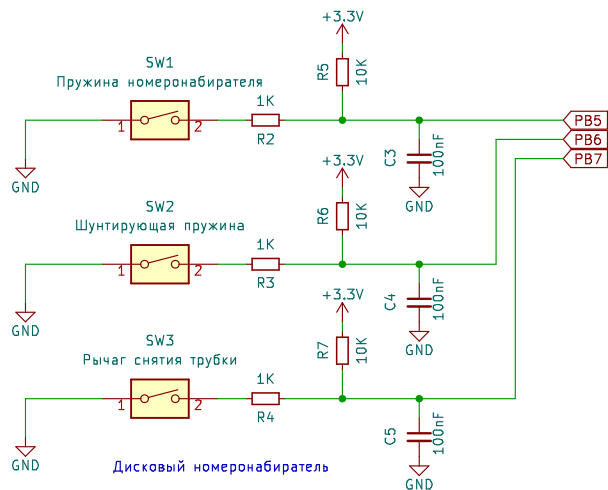 +3.3V
SW1
Пружина номеронабирателя
R5
10K
1K
1
2
R2
PB5
PB6
PB7
C3
100nF
GND
+3.3V
GND
SW2
Шунтирующая пружина
R6
10K
1K
1
2
R3
C4
100nF
+3.3V
GND
SW3
Рычаг снятия трубки
GND
R7
10K
1K
1
2
R4
C5
100nF
GND
Дисковый номеронабиратель
GND